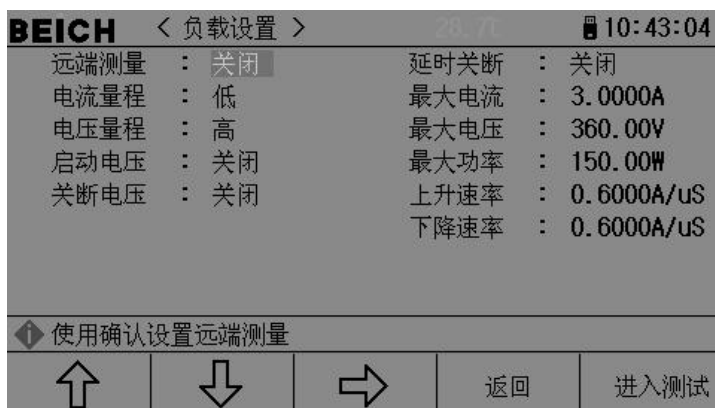 BEICH < 负载设置 > 28.7℃ 10:43:04
远端测量 : 关闭
电流量程 : 低
电压量程 : 高
启动电压 : 关闭
关断电压 : 关闭
延时关断 : 关闭
最大电流 : 3.0000A
最大电压 : 360.00V
最大功率 : 150.00W
上升速率 : 0.6000A/uS
下降速率 : 0.6000A/uS
使用确认设置远端测量
返回
进入测试